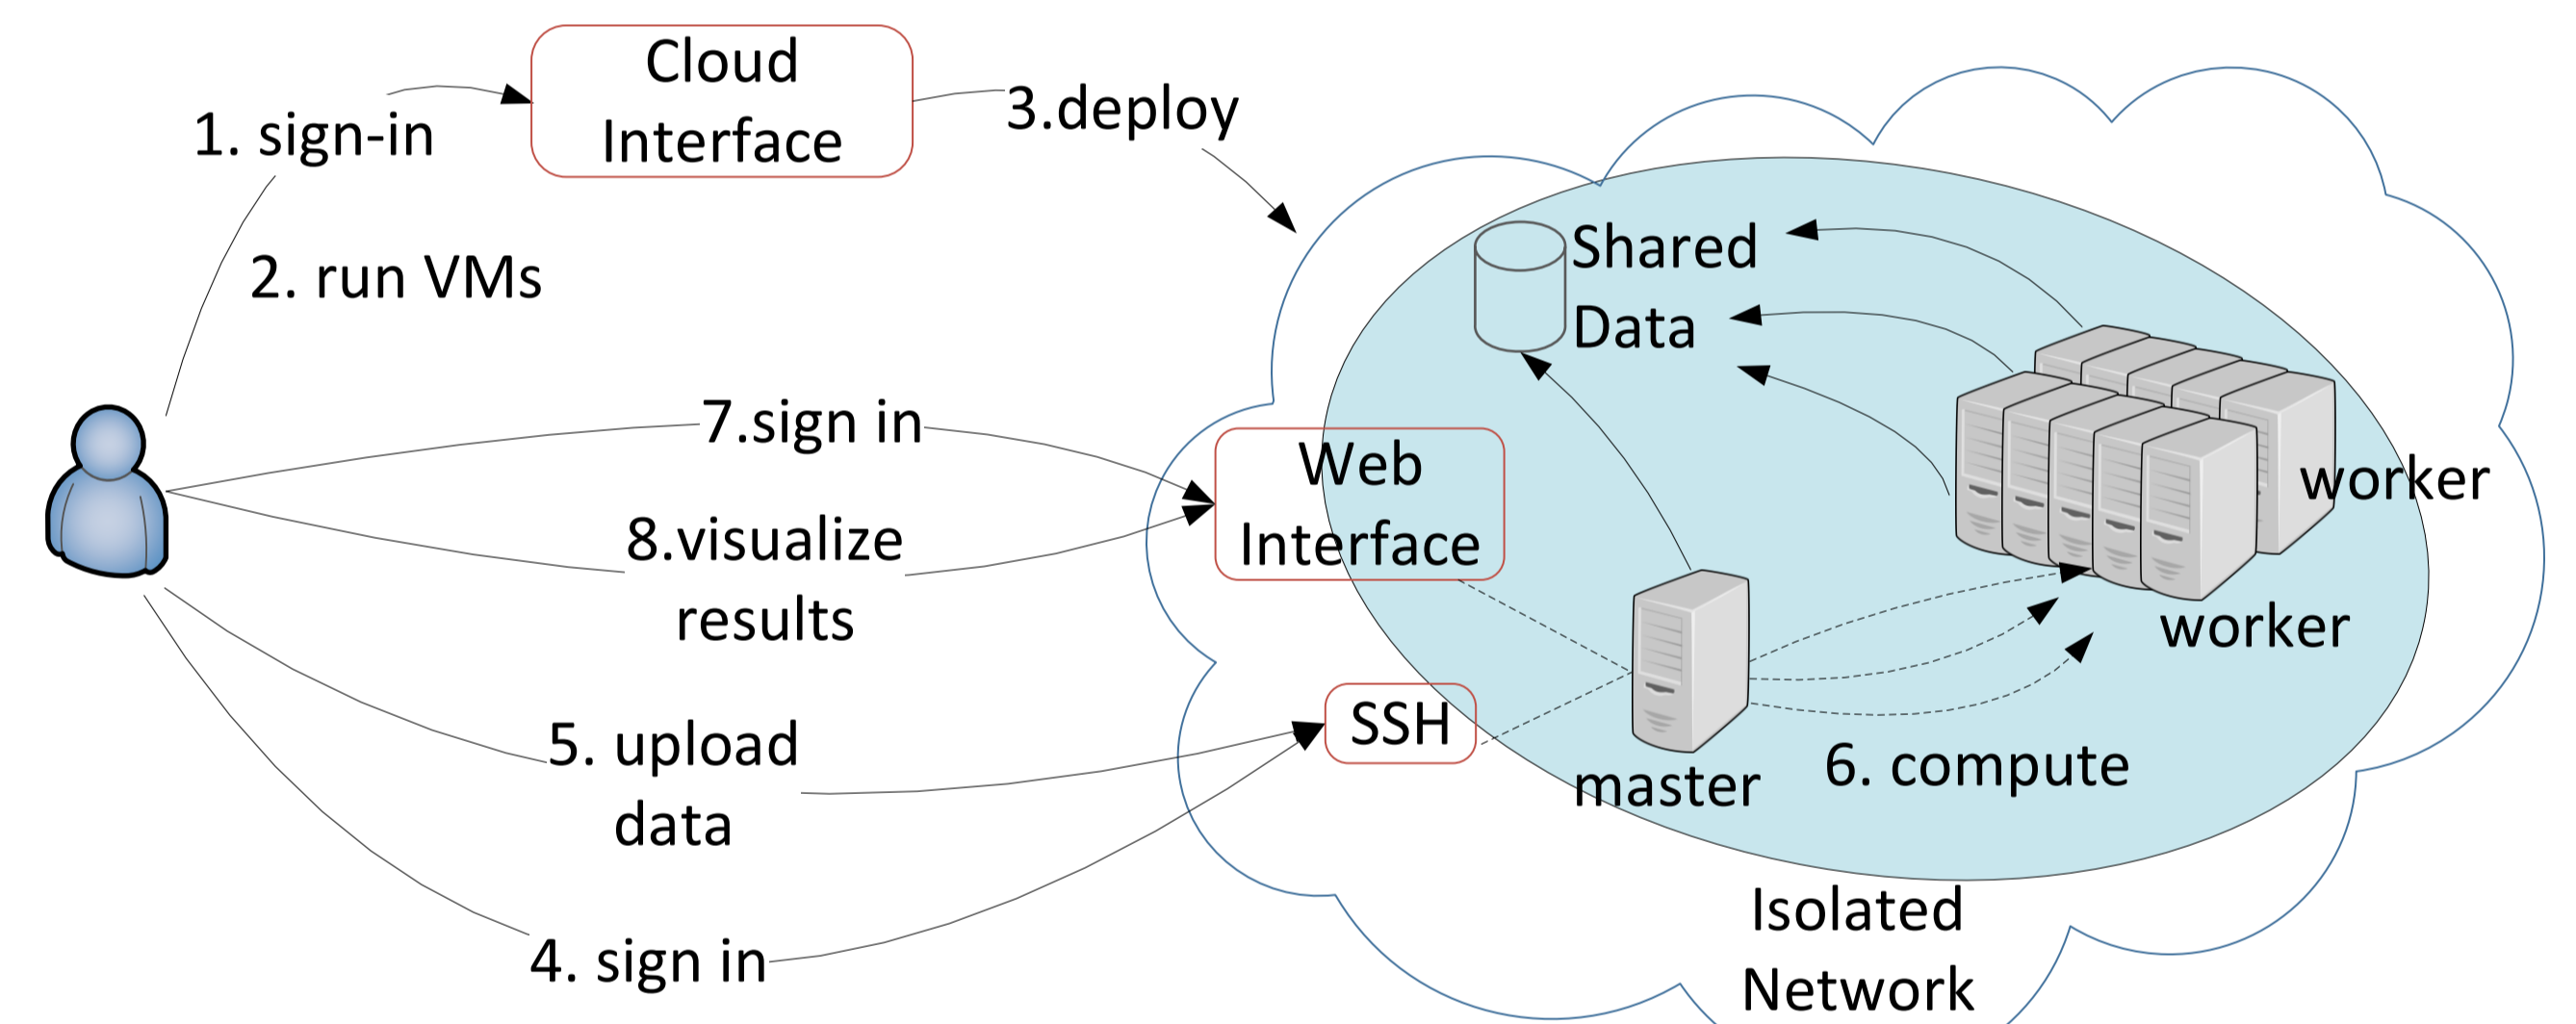 Cloud
Interface
1. sign-in
3.deploy
2. run VMs
Shared
Data
7.sign in
Web
Interface
worker
8.visualize
results
worker
5. upload
data
SSH
master
6. compute
4. sign in
Isolated
Network